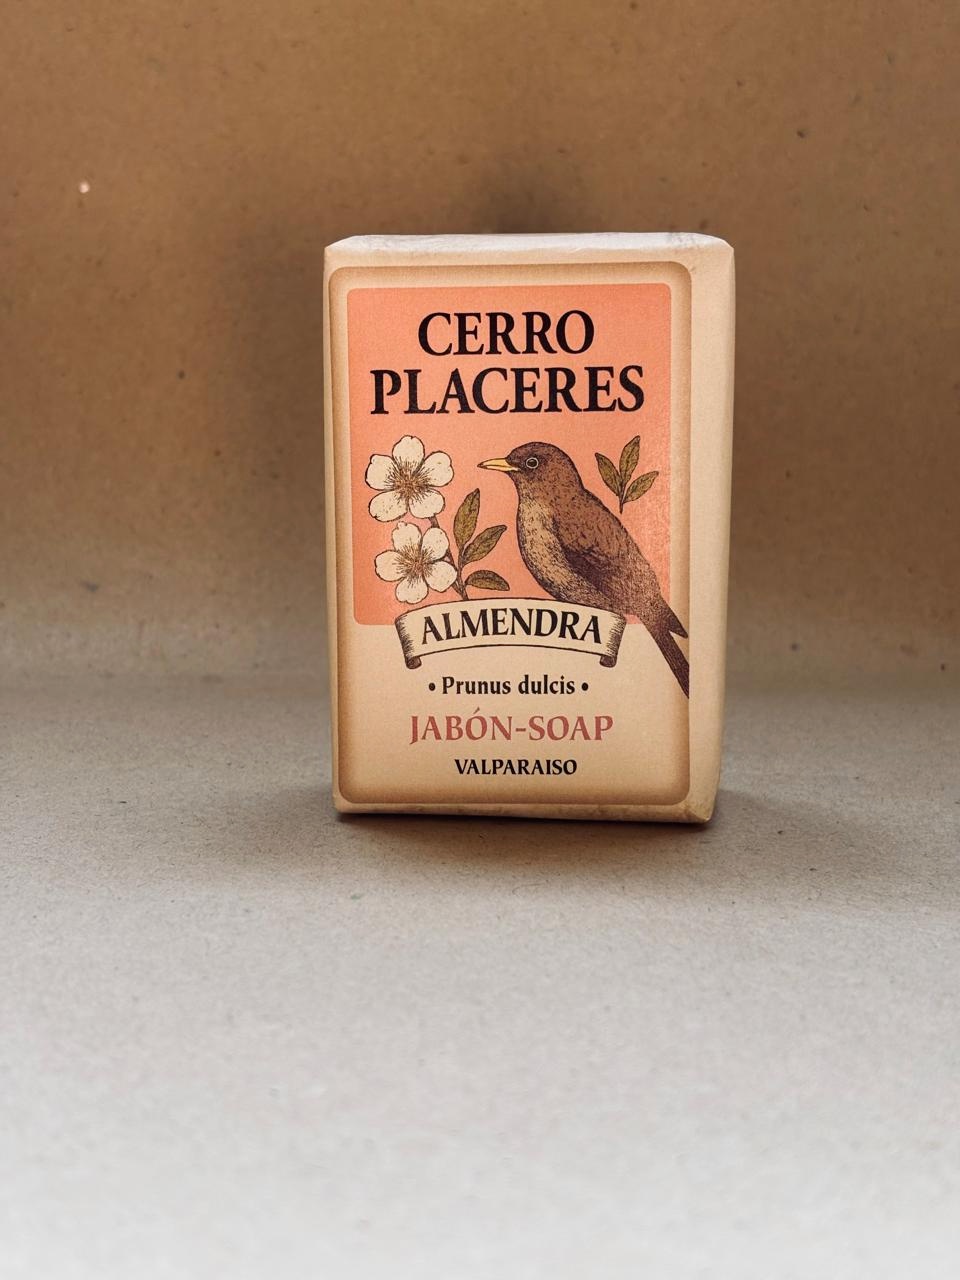 CERRO
PLACERES
ALMENDRA
• Prunus dulcis •
JABÓN-SOAP
VALPARAISO